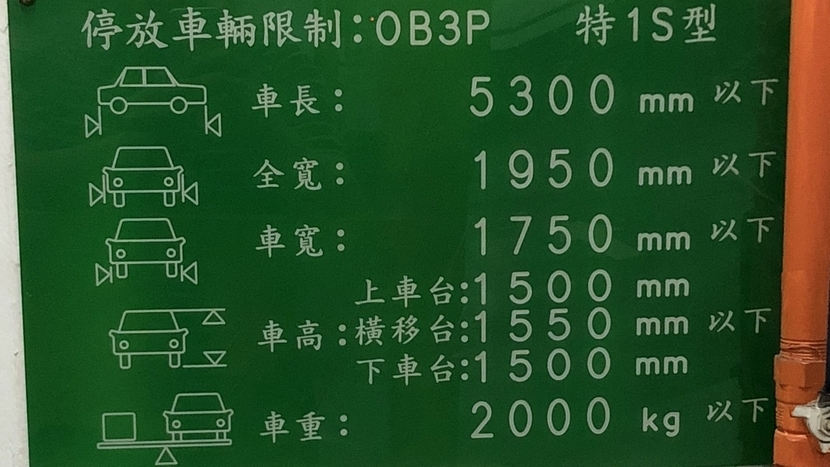 停放車輛限制:OB3P 特1S型
車長: 5300 mm 以下
全寬: 1950 mm 以下
車寬: 1750 mm 以下
上車台:1500 mm
車高:橫移台:1550 mm 以下
下車台:1500 mm
車重: 2000 kg 以下